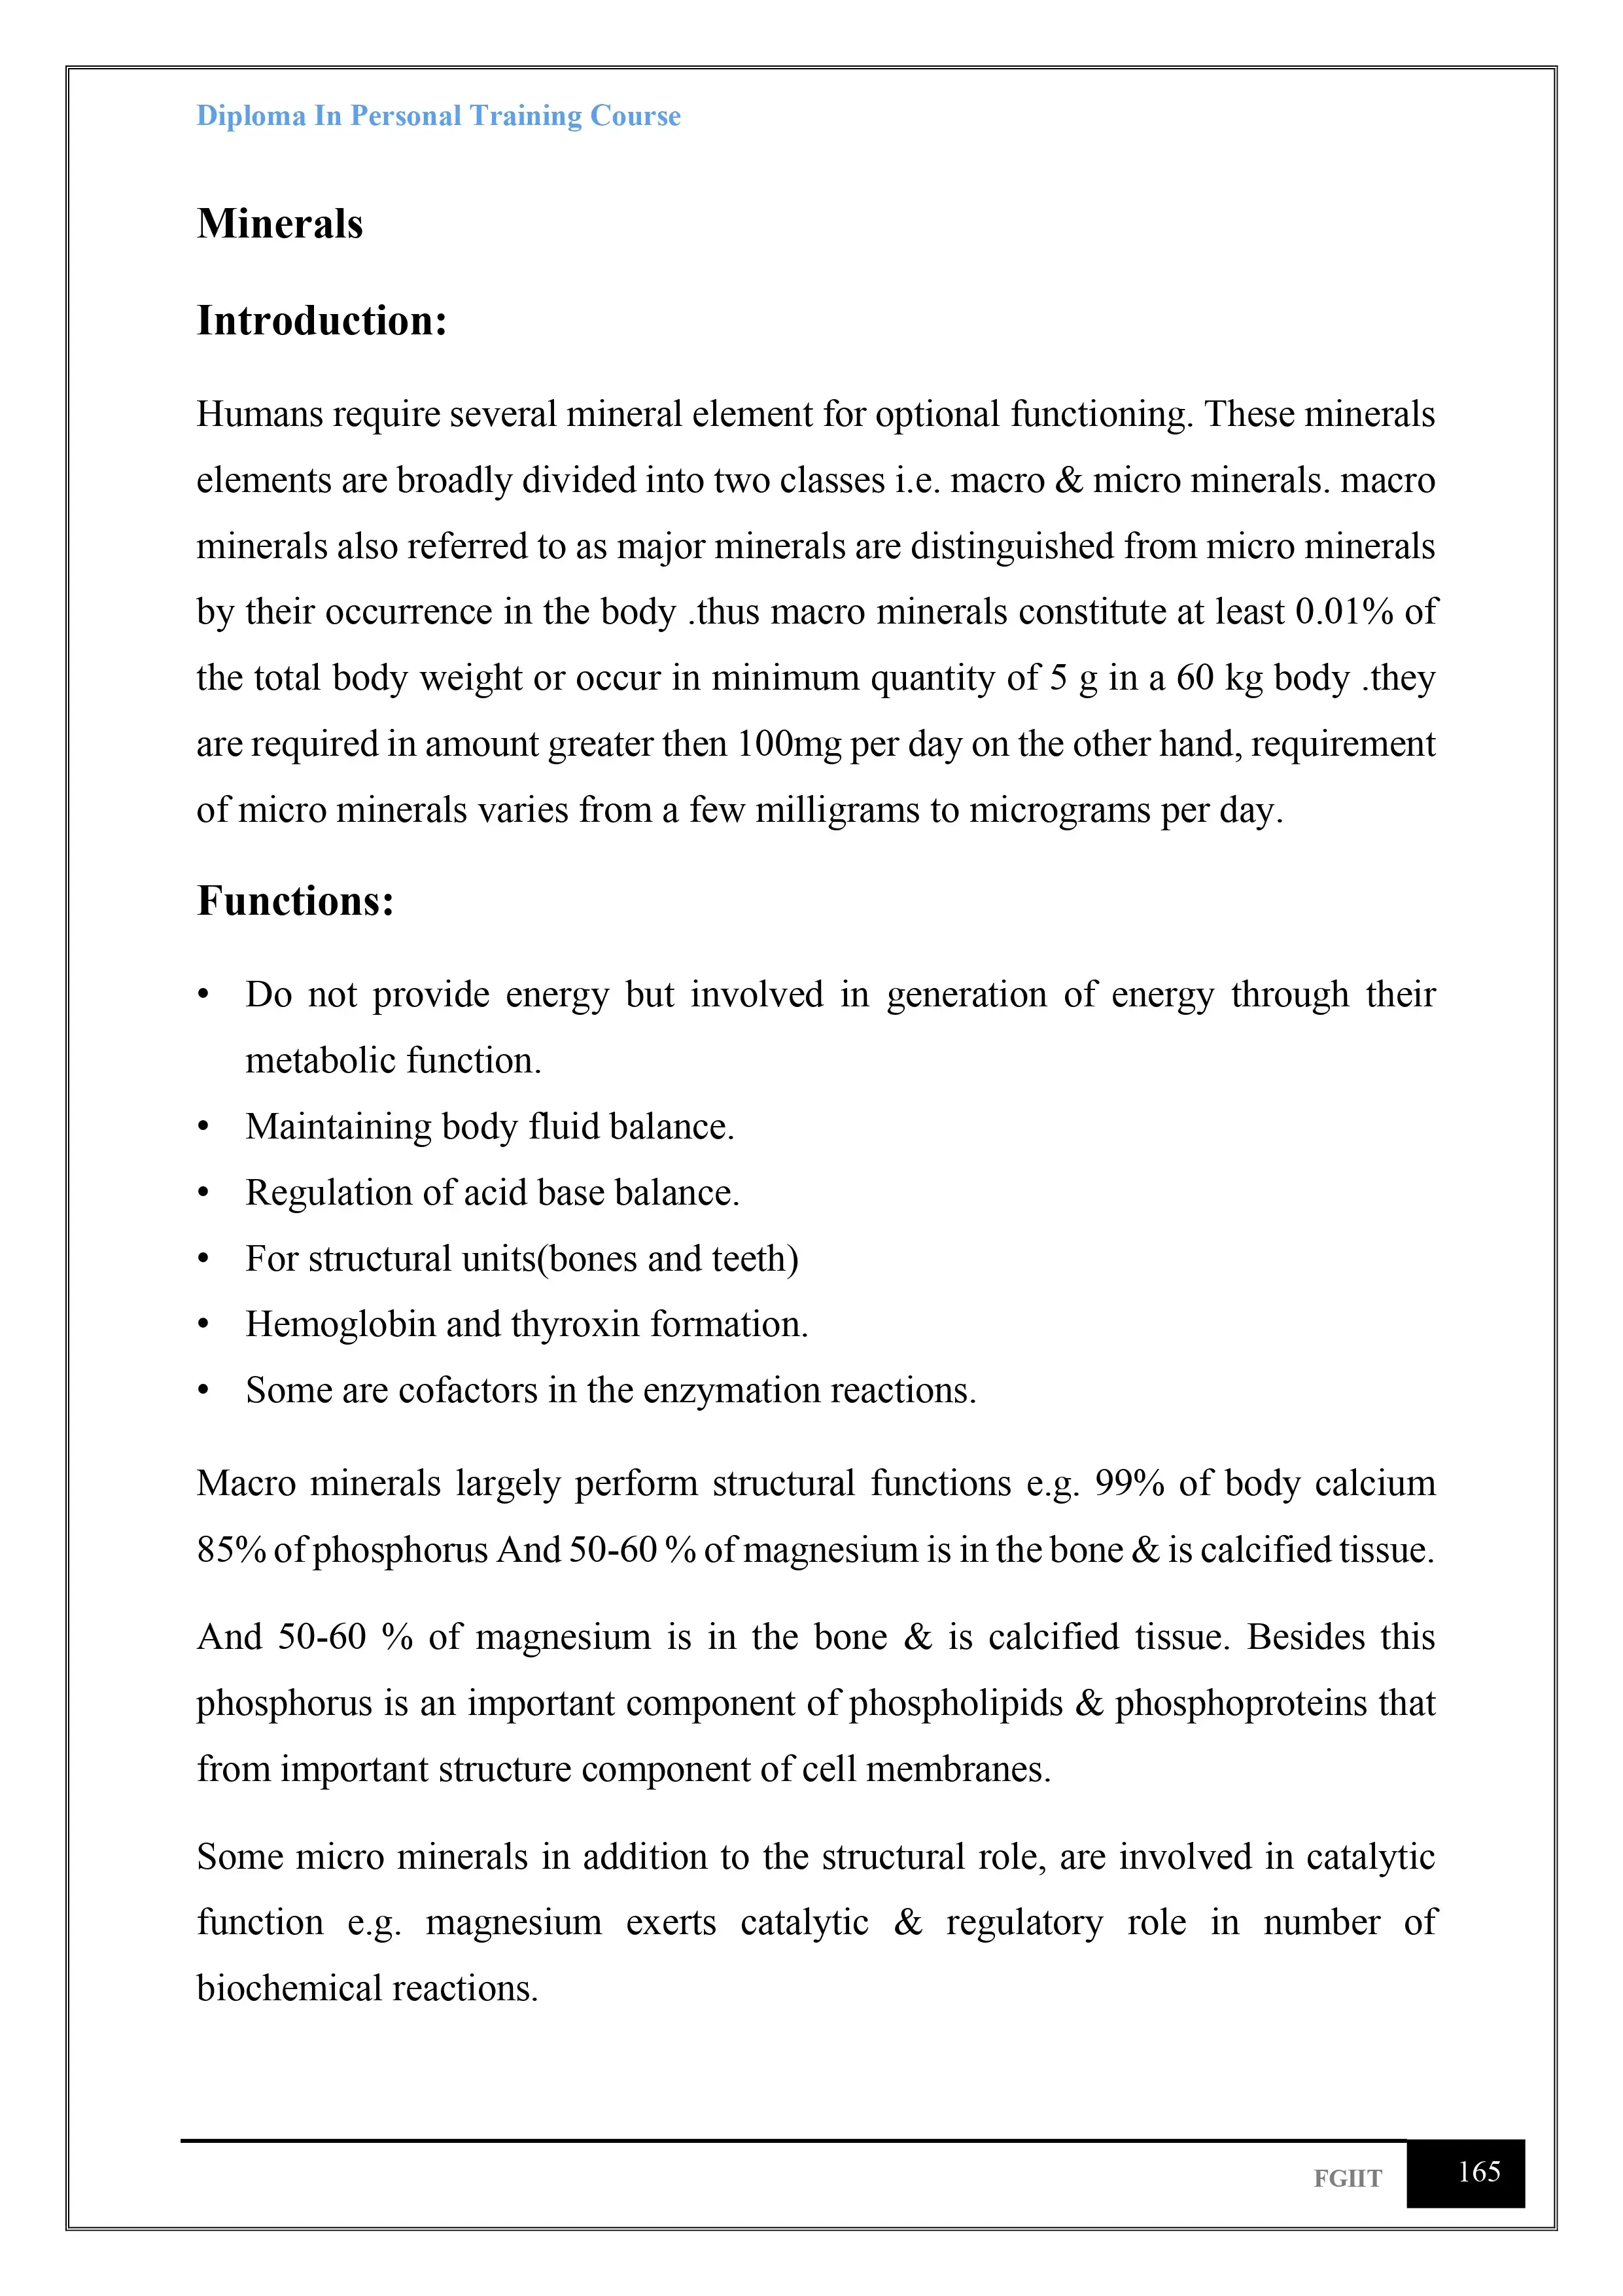 Diploma In Personal Training Course
Minerals
Introduction:
Humans require several mineral element for optional functioning. These minerals
elements are broadly divided into two classes i.e. macro & micro minerals. macro
minerals also referred to as major minerals are distinguished from micro minerals
by their occurrence in the body .thus macro minerals constitute at least 0.01% of
the total body weight or occur in minimum quantity of 5 g in a 60 kg body .they
are required in amount greater then 100mg per day on the other hand, requirement
of micro minerals varies from a few milligrams to micrograms per day.
Functions:
• Do not provide energy but involved in generation of energy through their
metabolic function.
• Maintaining body fluid balance.
• Regulation of acid base balance.
• For structural units(bones and teeth)
• Hemoglobin and thyroxin formation.
• Some are cofactors in the enzymation reactions.
Macro minerals largely perform structural functions e.g. 99% of body calcium
85% of phosphorus And 50-60 % of magnesium is in the bone & is calcified tissue.
And 50-60 % of magnesium is in the bone & is calcified tissue. Besides this
phosphorus is an important component of phospholipids & phosphoproteins that
from important structure component of cell membranes.
Some micro minerals in addition to the structural role, are involved in catalytic
function e.g. magnesium exerts catalytic & regulatory role in number of
biochemical reactions.
FGIIT 165